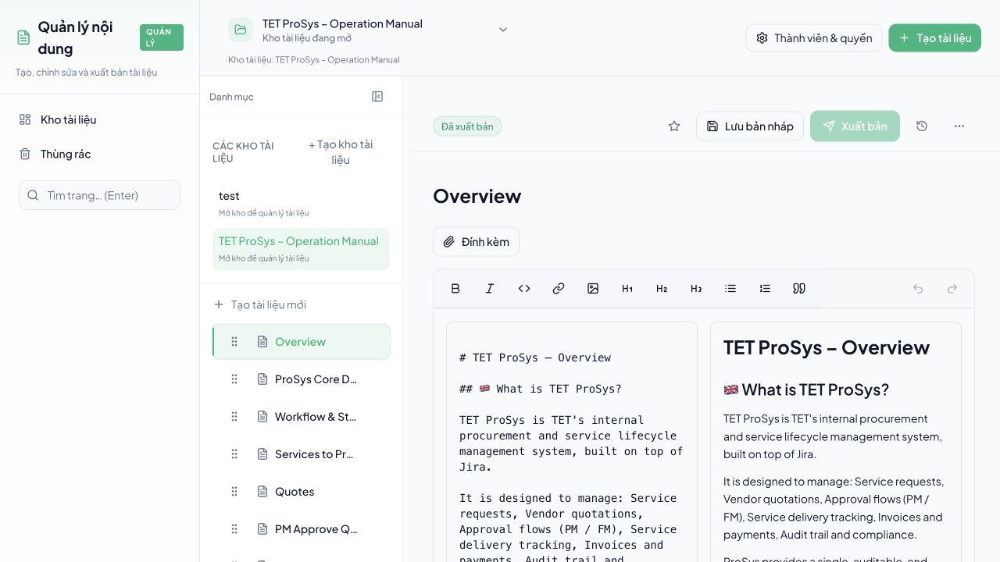 Quản lý nội
dung
QUẢN
LÝ
Tạo, chỉnh sửa và xuất bản tài liệu
Kho tài liệu
Thùng rác
Tìm trang... (Enter)
TET ProSys – Operation Manual
Kho tài liệu đang mở
Kho tài liệu: TET ProSys – Operation Manual
Thành viên & quyền
Tạo tài liệu
Danh mục
CÁC KHO TÀI
LIỆU
+ Tạo kho tài
liệu
test
Mở kho để quản lý tài liệu
TET ProSys – Operation Manual
Mở kho để quản lý tài liệu
Tạo tài liệu mới
Overview
ProSys Core D...
Workflow & St...
Services to Pr...
Quotes
PM Approve Q...
Đã xuất bản
Lưu bản nháp
Xuất bản
Overview
Đính kèm
H1
H2
H3
# TET ProSys – Overview
## 🇬🇧 What is TET ProSys?
TET ProSys is TET's internal
procurement and service lifecycle
management system, built on top of
Jira.
It is designed to manage: Service
requests, Vendor quotations,
Approval flows (PM / FM), Service
delivery tracking, Invoices and
payments, Audit trail and
TET ProSys – Overview
🇬🇧 What is TET ProSys?
TET ProSys is TET's internal procurement
and service lifecycle management system,
built on top of Jira.
It is designed to manage: Service requests,
Vendor quotations, Approval flows (PM /
FM), Service delivery tracking, Invoices and
payments, Audit trail and compliance.
ProSys provides a single, auditable, end-